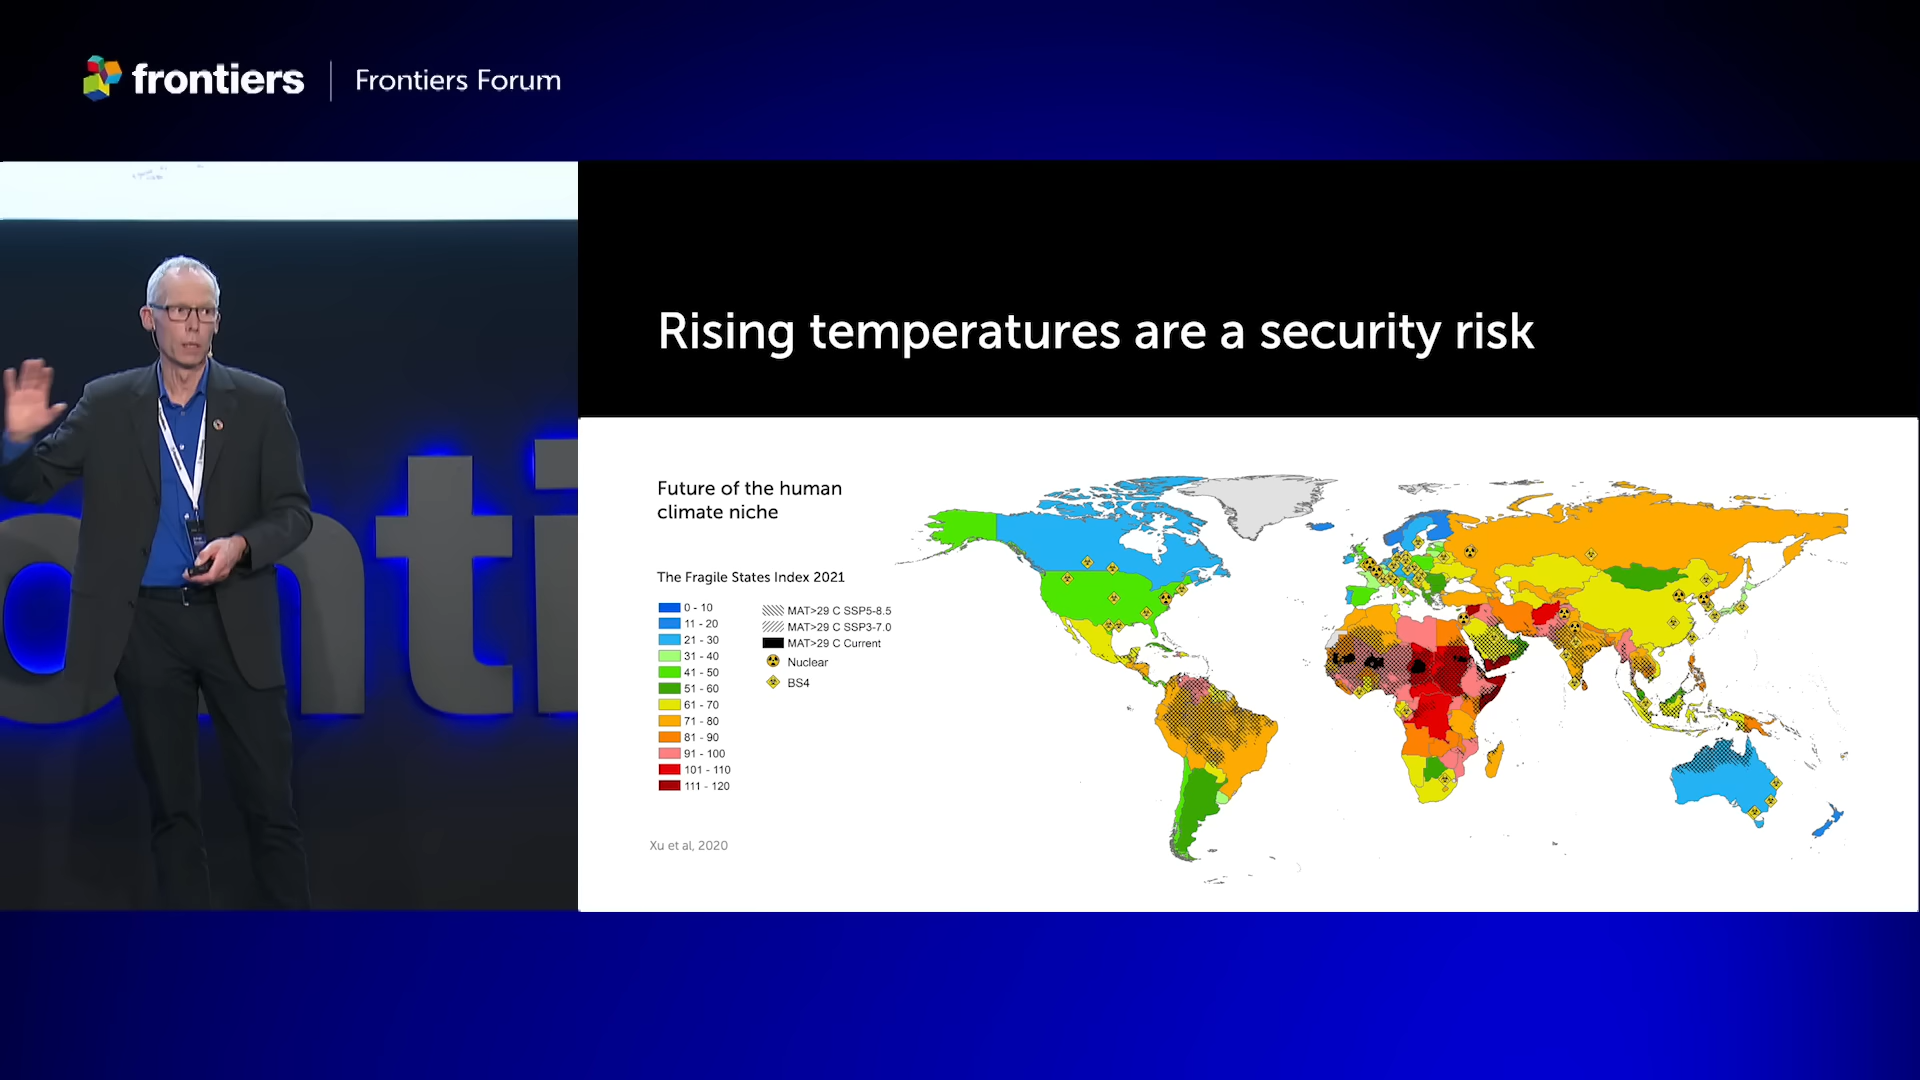 frontiers
Frontiers Forum
Rising temperatures are a security risk
Future of the human
climate niche
The Fragile States Index 2021
0 - 10
11 - 20
21 - 30
31 - 40
41 - 50
51 - 60
61 - 70
71 - 80
81 - 90
91 - 100
101 - 110
111 - 120
MAT>29 C SSP5-8.5
MAT>29 C SSP3-7.0
MAT>29 C Current
Nuclear
BS4
Xu et al, 2020
onti